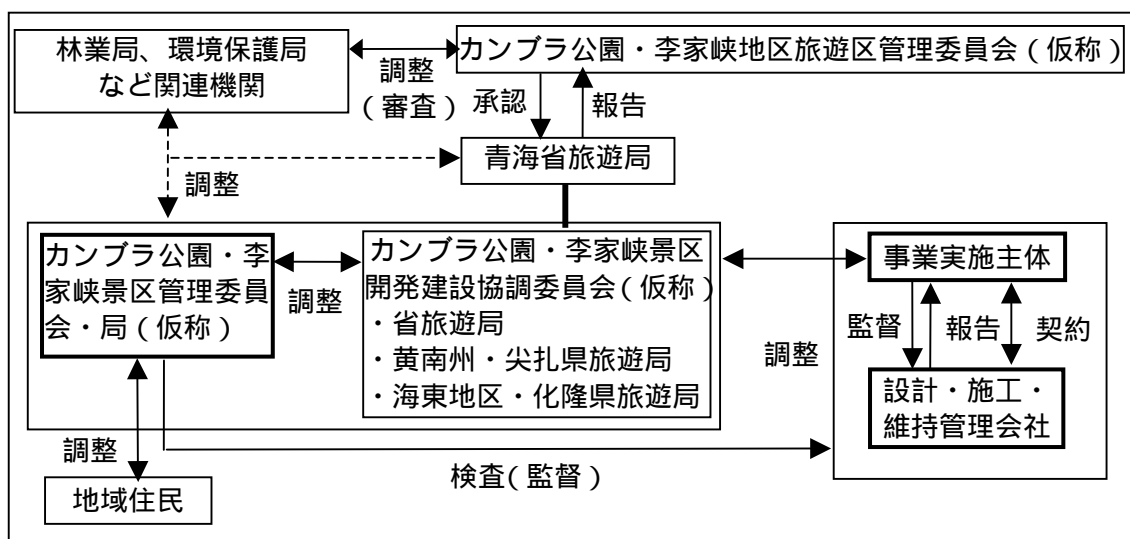 林業局、環境保護局
など関連機関
カンブラ公園・李家峡地区旅遊区管理委員会（仮称）
調整
（審査）
承認
報告
青海省旅遊局
調整
カンブラ公園・李
家峡景区管理委員
会・局（仮称）
調整
カンブラ公園・李家峡景区
開発建設協調委員会（仮称）
・省旅遊局
・黄南州・尖扎県旅遊局
・海東地区・化隆県旅遊局
調整
事業実施主体
監督
報告
契約
設計・施工・
維持管理会社
調整
検査（監督）
地域住民